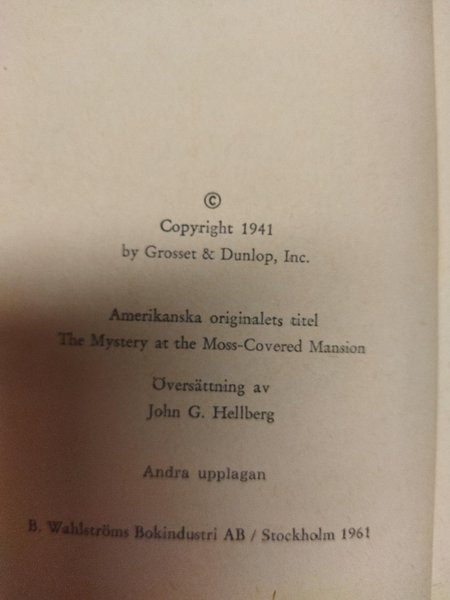 ©
Copyright 1941
by Grosset & Dunlop, Inc.
Amerikanska originalets titel
The Mystery at the Moss-Covered Mansion
Översättning av
John G. Hellberg
Andra upplagan
B. Wahlströms Bokindustri AB / Stockholm 1961